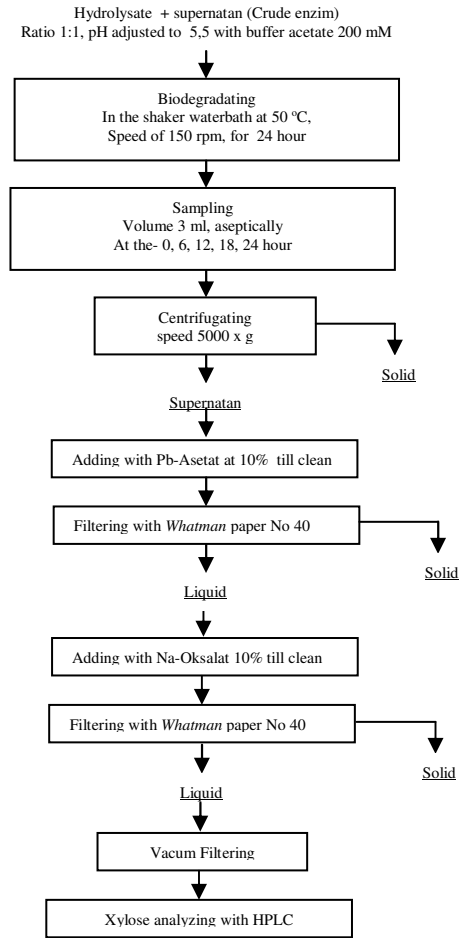 Hydrolysate + supernatan (Crude enzim)
Ratio 1:1, pH adjusted to 5,5 with buffer acetate 200 mM
Biodegradating
In the shaker waterbath at 50 ºC,
Speed of 150 rpm, for 24 hour
Sampling
Volume 3 ml, aseptically
At the- 0, 6, 12, 18, 24 hour
Centrifugating
speed 5000 x g
Solid
Supernatan
Adding with Pb-Asetat at 10% till clean
Filtering with Whatman paper No 40
Solid
Liquid
Adding with Na-Oksalat 10% till clean
Filtering with Whatman paper No 40
Solid
Liquid
Vacum Filtering
Xylose analyzing with HPLC